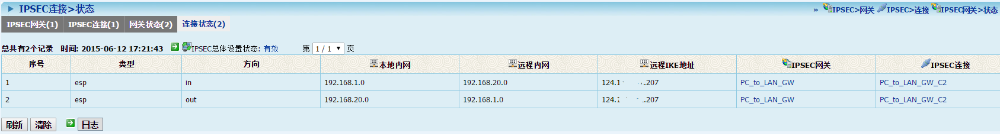 IPSEC连接>状态
» IPSEC>网关 IPSEC>连接 IPSEC网关>状态
IPSEC网关(1) IPSEC连接(1) 网关状态(2) 连接状态(2)
总共有2个记录 时间: 2015-06-12 17:21:43 IPSEC总体设置状态: 有效 第 1 / 1 页
序号 类型 方向 本地内网 远程内网 远程IKE地址 IPSEC网关 IPSEC连接
1 esp in 192.168.1.0 192.168.20.0 124.1 .207 PC_to_LAN_GW PC_to_LAN_GW_C2
2 esp out 192.168.20.0 192.168.1.0 124.1 .207 PC_to_LAN_GW PC_to_LAN_GW_C2
刷新 清除 日志